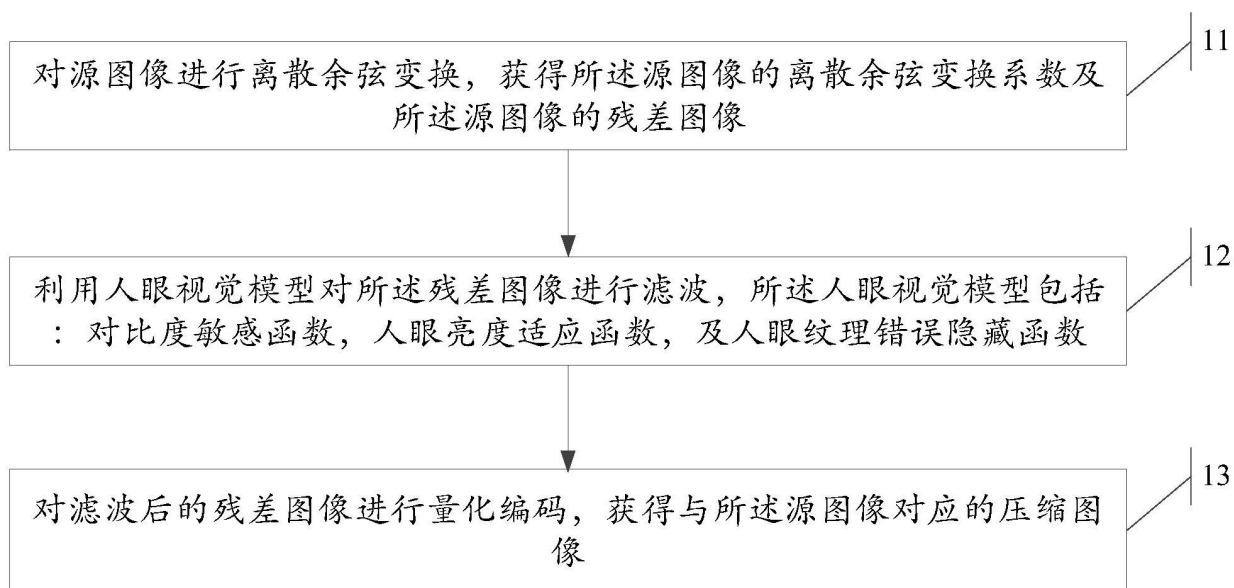 11
对源图像进行离散余弦变换，获得所述源图像的离散余弦变换系数及
所述源图像的残差图像
12
利用人眼视觉模型对所述残差图像进行滤波，所述人眼视觉模型包括
：对比度敏感函数，人眼亮度适应函数，及人眼纹理错误隐藏函数
13
对滤波后的残差图像进行量化编码，获得与所述源图像对应的压缩图
像